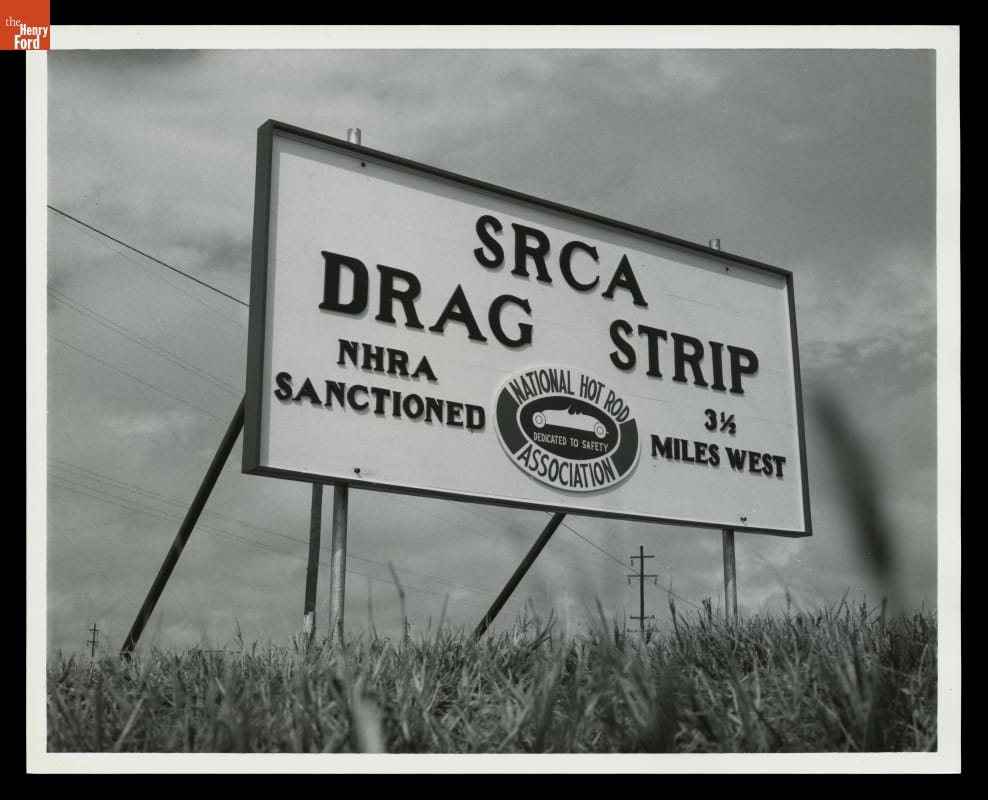 the
Henry
Ford
SRCA
DRAG STRIP
NHRA
SANCTIONED
NATIONAL HOT ROD
DEDICATED TO SAFETY
ASSOCIATION
3½
MILES WEST